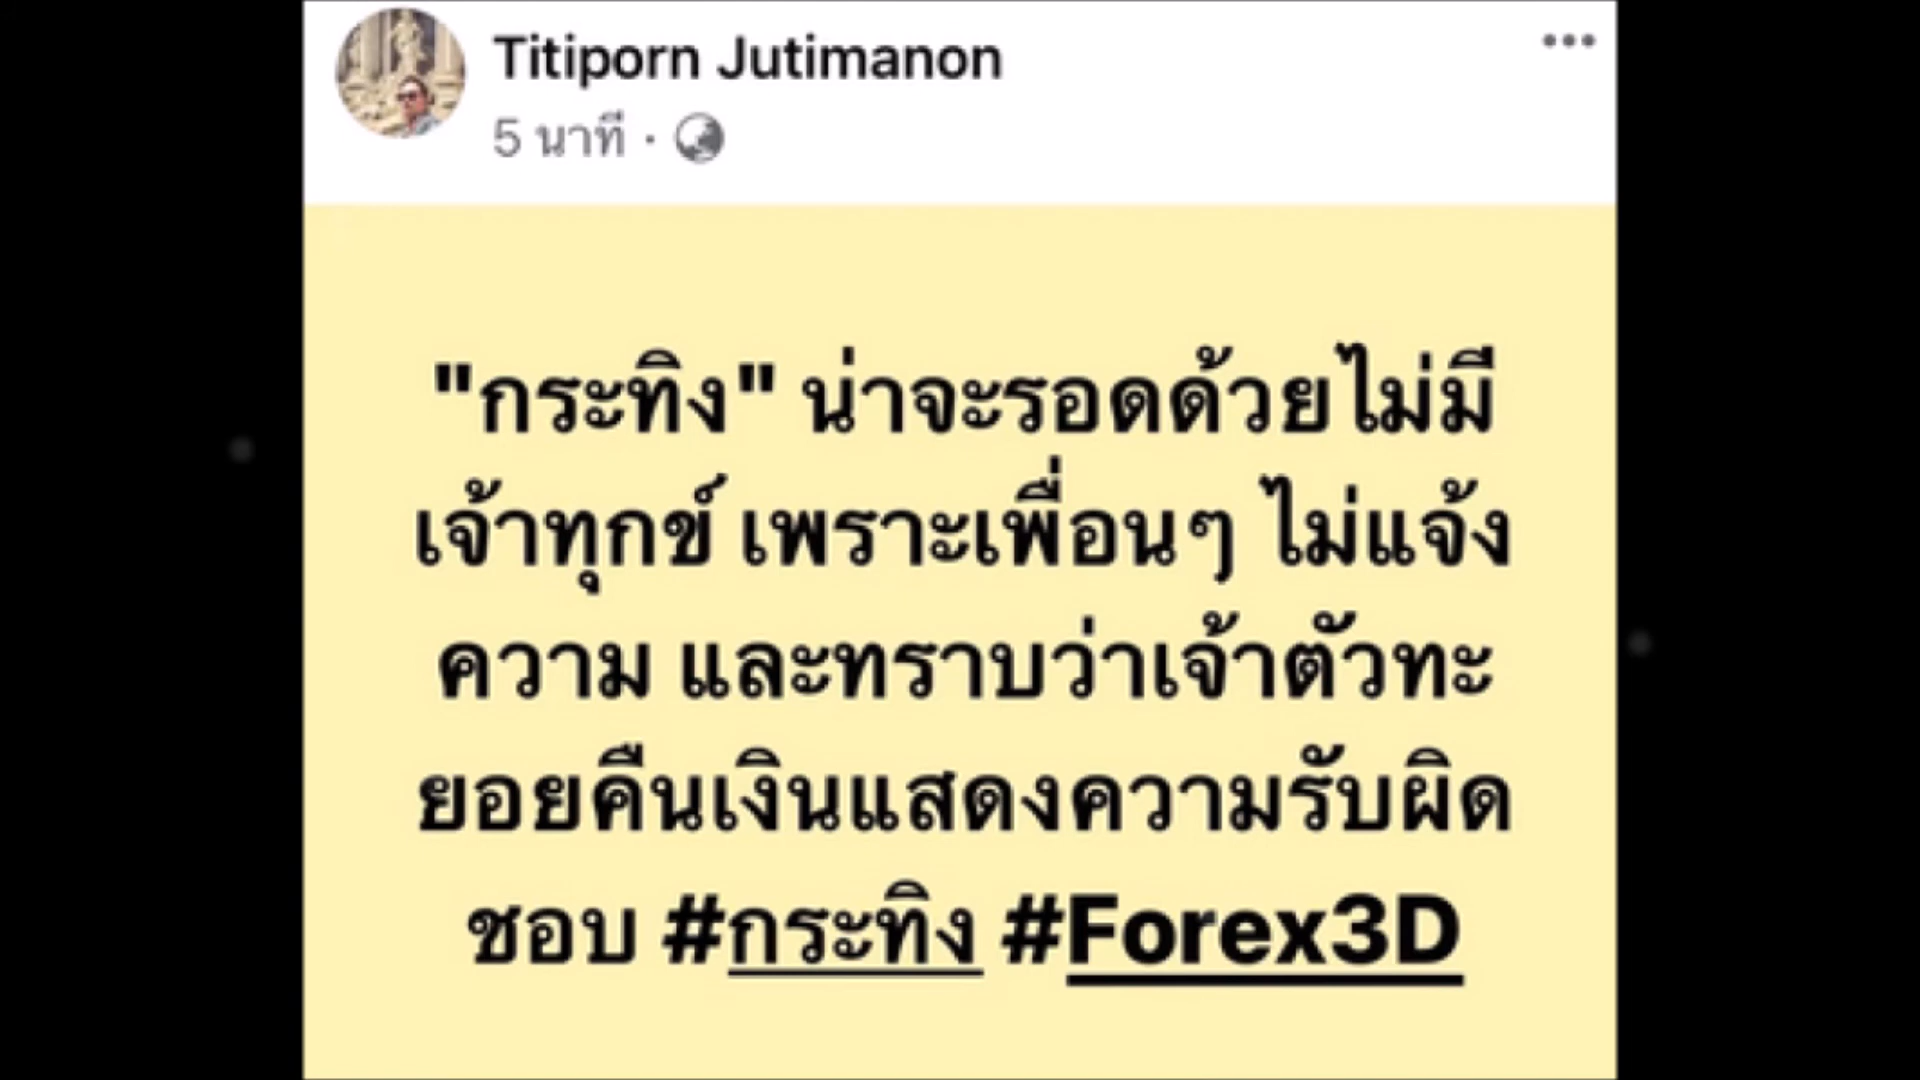 Titiporn Jutimanon
5 นาที ·
"กระทิง" น่าจะรอดด้วยไม่มี
เจ้าทุกข์ เพราะเพื่อนๆ ไม่แจ้ง
ความ และทราบว่าเจ้าตัวทะ
ยอยคืนเงินแสดงความรับผิด
ชอบ #กระทิง #Forex3D